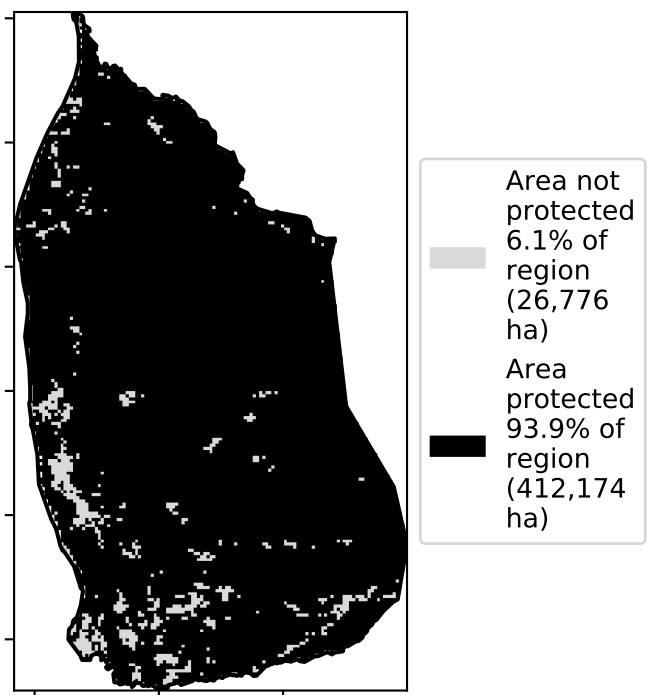 Area not
protected
6.1% of
region
(26,776
ha)
Area
protected
93.9% of
region
(412,174
ha)